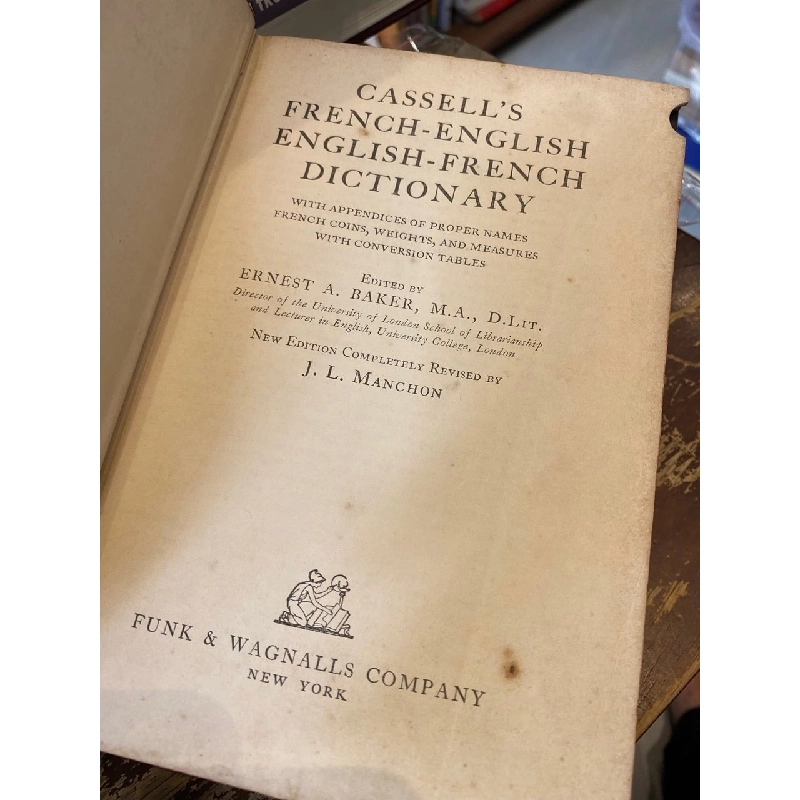 CASSELL'S
FRENCH-ENGLISH
ENGLISH-FRENCH
DICTIONARY
WITH APPENDICES OF PROPER NAMES
FRENCH COINS, WEIGHTS, AND MEASURES
WITH CONVERSION TABLES
EDITED BY
ERNEST A. BAKER, M.A., D.LIT.
Director of the University of London School of Librarianship
and Lecturer in English, University College, London
NEW EDITION COMPLETELY REVISED BY
J. L. MANCHON
FUNK & WAGNALLS COMPANY
NEW YORK